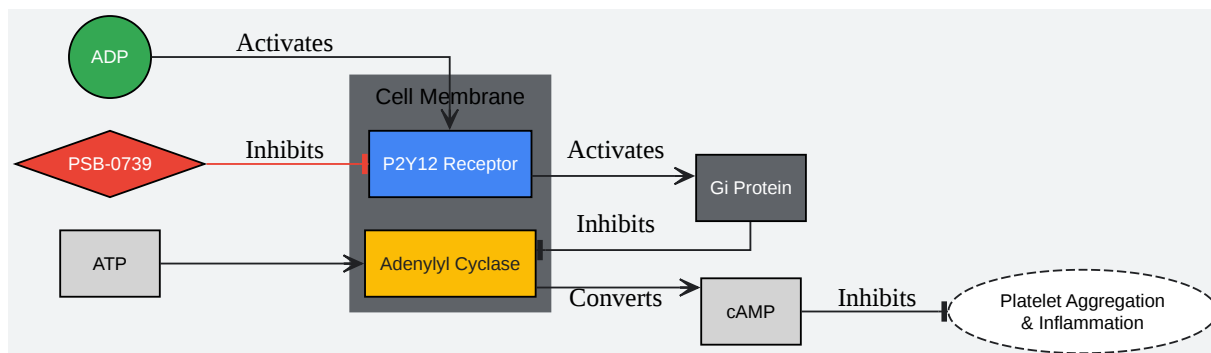 ADP
Activates
Cell Membrane
PSB-0739
Inhibits
P2Y12 Receptor
Activates
Gi Protein
Inhibits
ATP
Adenylyl Cyclase
Converts
cAMP
Inhibits
Platelet Aggregation
& Inflammation